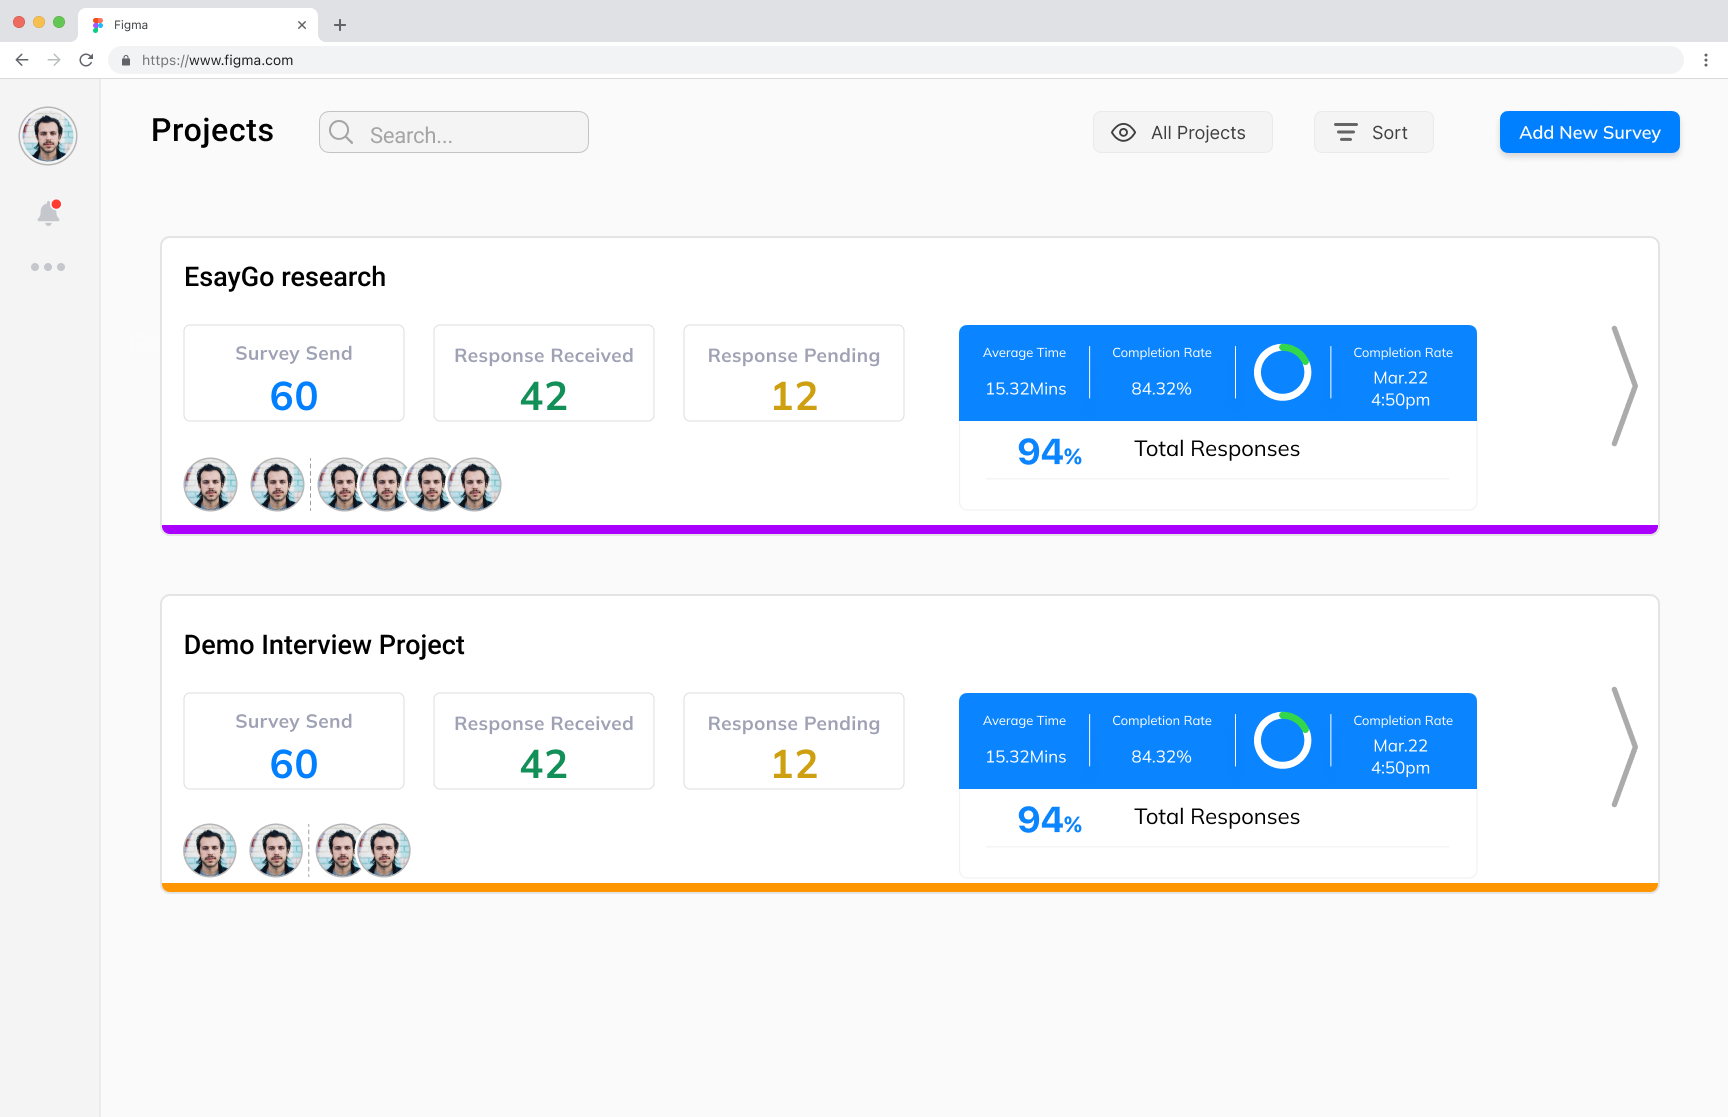 Figma
https://www.figma.com
Projects
Search...
All Projects
Sort
Add New Survey
EsayGo research
Survey Send
60
Response Received
42
Response Pending
12
Average Time
15.32Mins
Completion Rate
84.32%
Completion Rate
Mar.22
4:50pm
94%
Total Responses
Demo Interview Project
Survey Send
60
Response Received
42
Response Pending
12
Average Time
15.32Mins
Completion Rate
84.32%
Completion Rate
Mar.22
4:50pm
94%
Total Responses